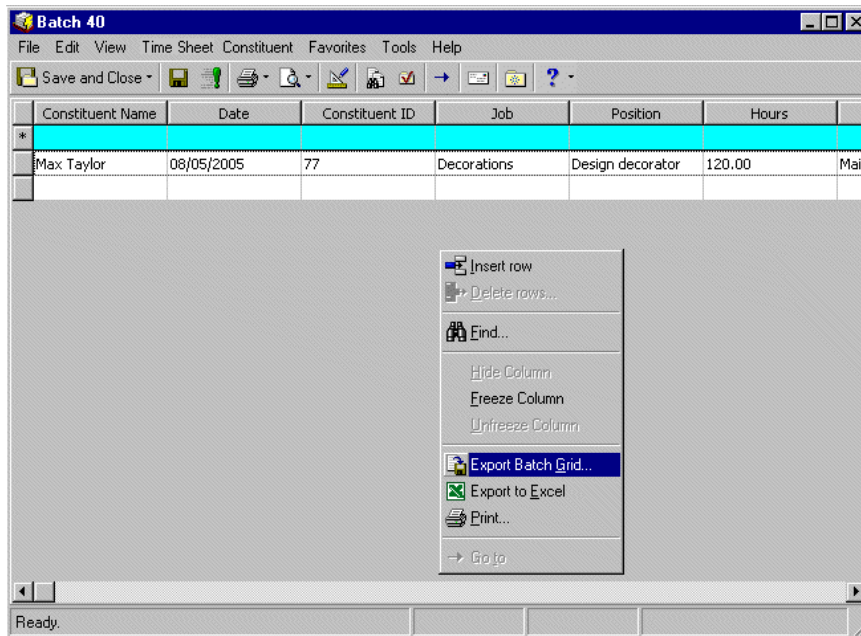 Batch 40
File Edit View Time Sheet Constituent Favorites Tools Help
Save and Close
Constituent Name Date Constituent ID Job Position Hours
*
Max Taylor 08/05/2005 77 Decorations Design decorator 120.00 Mai
Insert row
Delete rows...
Find...
Hide Column
Freeze Column
Unfreeze Column
Export Batch Grid...
Export to Excel
Print...
Go to
Ready.